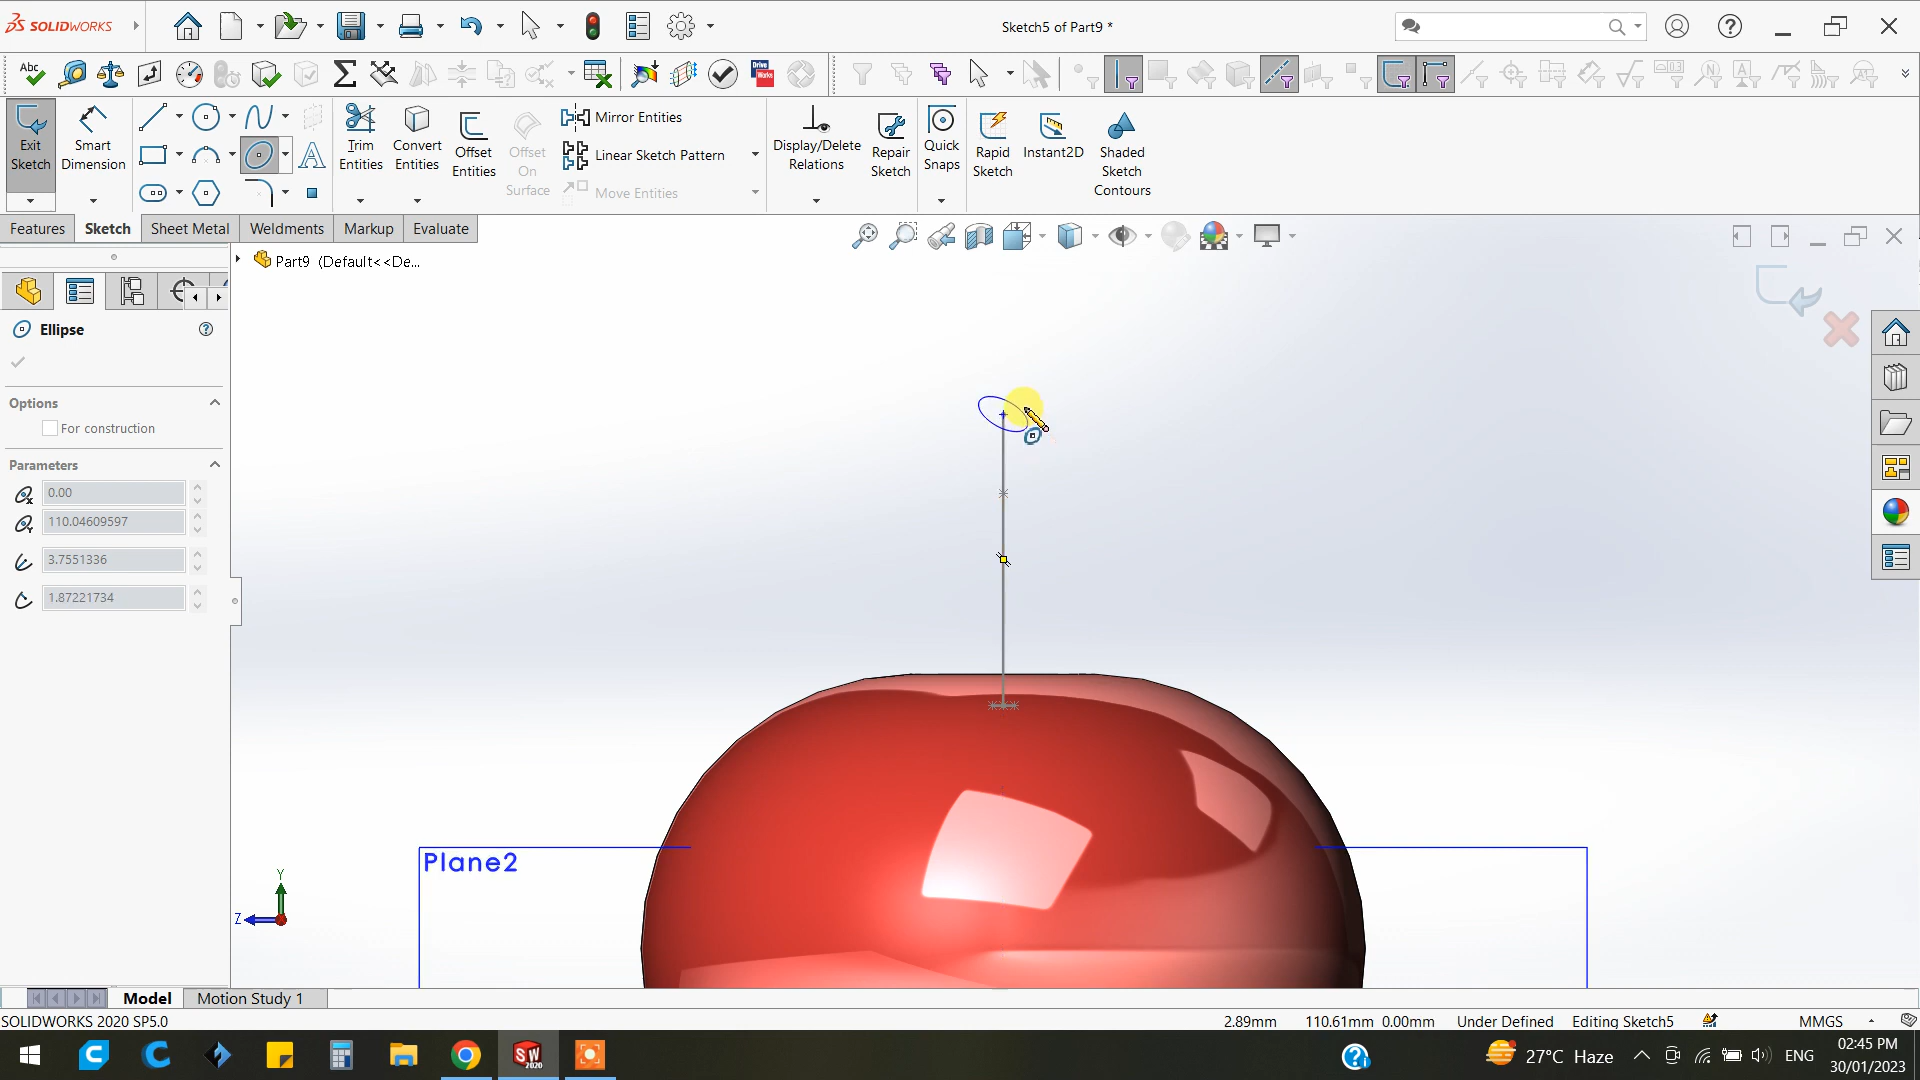 SOLIDWORKS
Sketch5 of Part9 *
Abc
Exit Sketch
Smart Dimension
Trim Entities
Convert Entities
Offset Entities
Offset On Surface
Mirror Entities
Linear Sketch Pattern
Move Entities
Display/Delete Relations
Repair Sketch
Quick Snaps
Rapid Sketch
Instant2D
Shaded Sketch Contours
Features
Sketch
Sheet Metal
Weldments
Markup
Evaluate
Part9 (Default<<De...
Ellipse
Options
For construction
Parameters
0.00
110.04609597
3.7551336
1.87221734
Plane2
Y
Z
Model
Motion Study 1
SOLIDWORKS 2020 SP5.0
2.89mm
110.61mm 0.00mm
Under Defined
Editing Sketch5
MMGS
27°C Haze
ENG
02:45 PM
30/01/2023